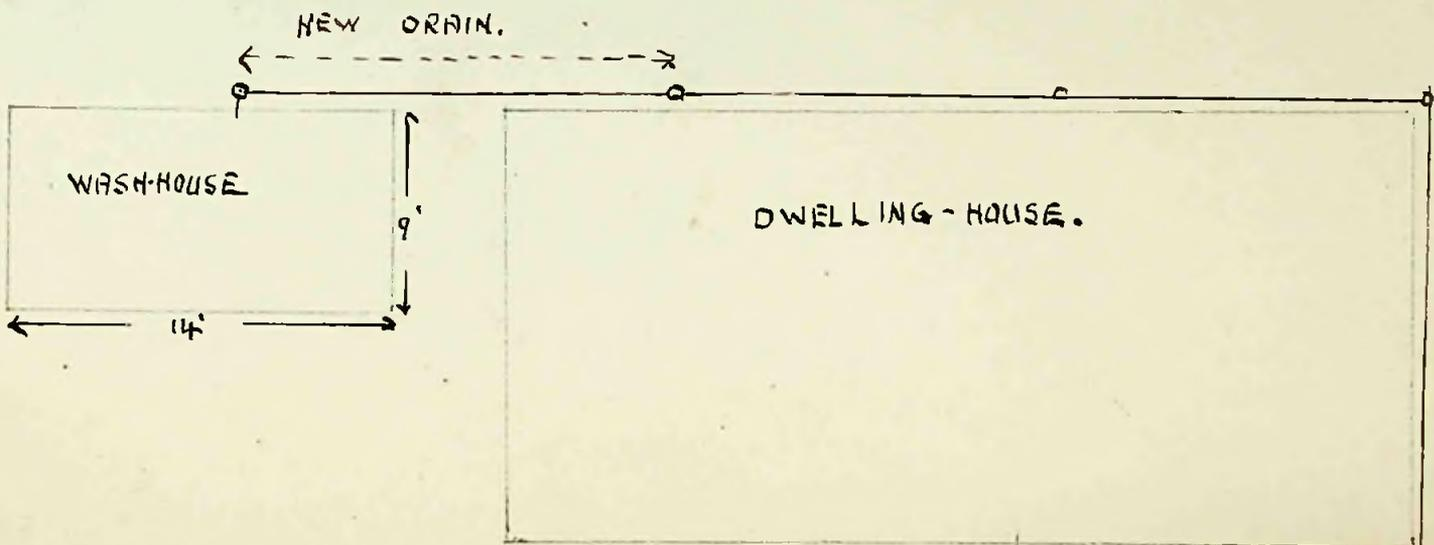 NEW DRAIN.
WASH-HOUSE
9'
14'
DWELLING-HOUSE.